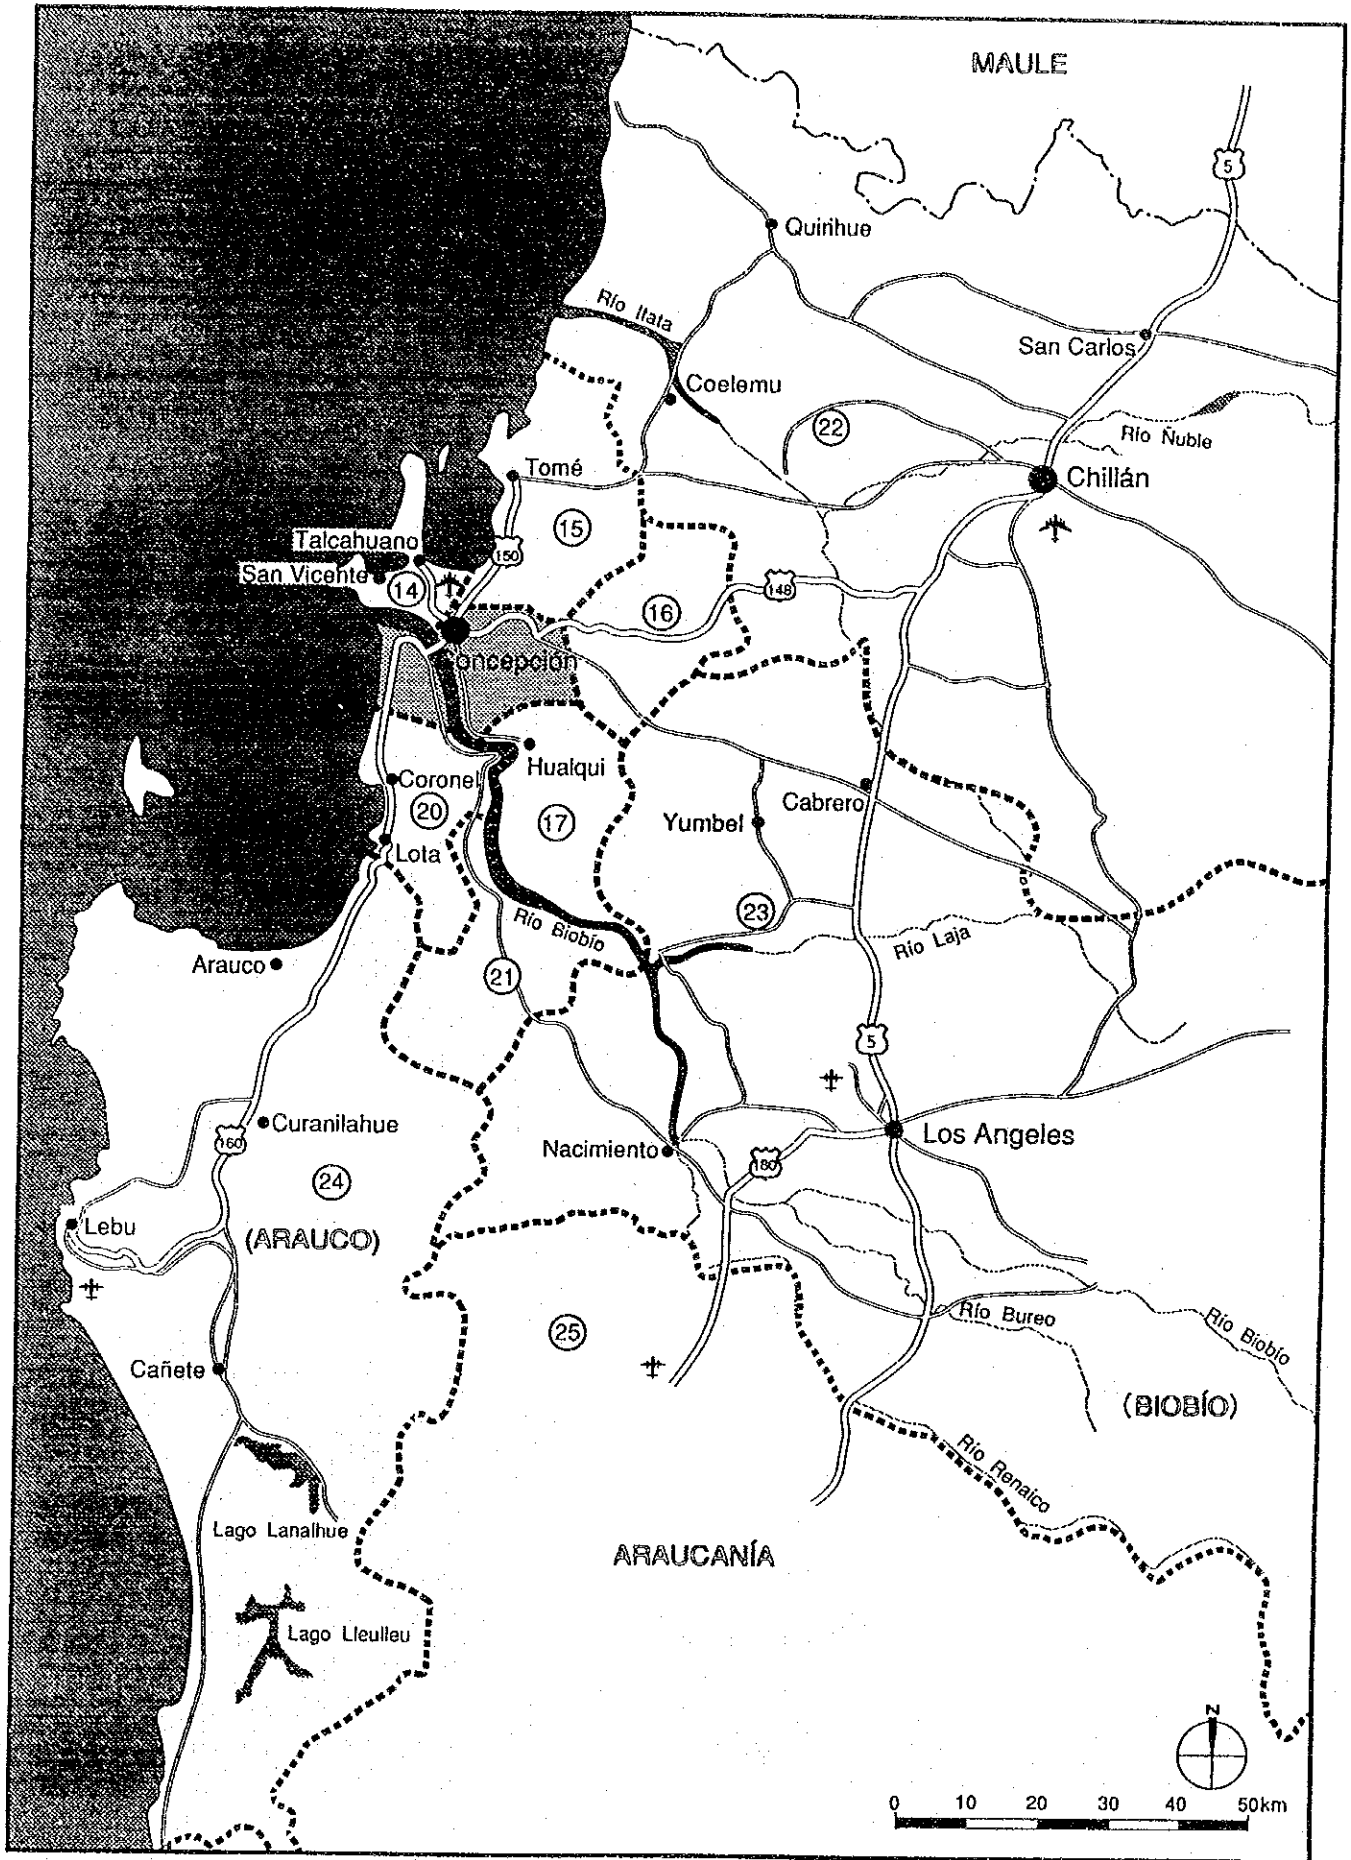 MAULE
5
Quirihue
Río Itata
San Carlos
Coelemu
22
Río Ñuble
Tomé
Chillán
15
Talcahuano
150
San Vicente
14
148
16
Concepción
Hualqui
Coronel
Cabrero
20
17
Yumbel
Lota
23
Río Biobío
Río Laja
Arauco
21
5
Curanilahue
160
Los Angeles
Nacimiento
180
24
Lebu
(ARAUCO)
Río Bureo
Río Biobío
25
Cañete
(BIOBÍO)
Río Renaico
Lago Lanalhue
ARAUCANÍA
Lago Lleulleu
N
0 10 20 30 40 50km